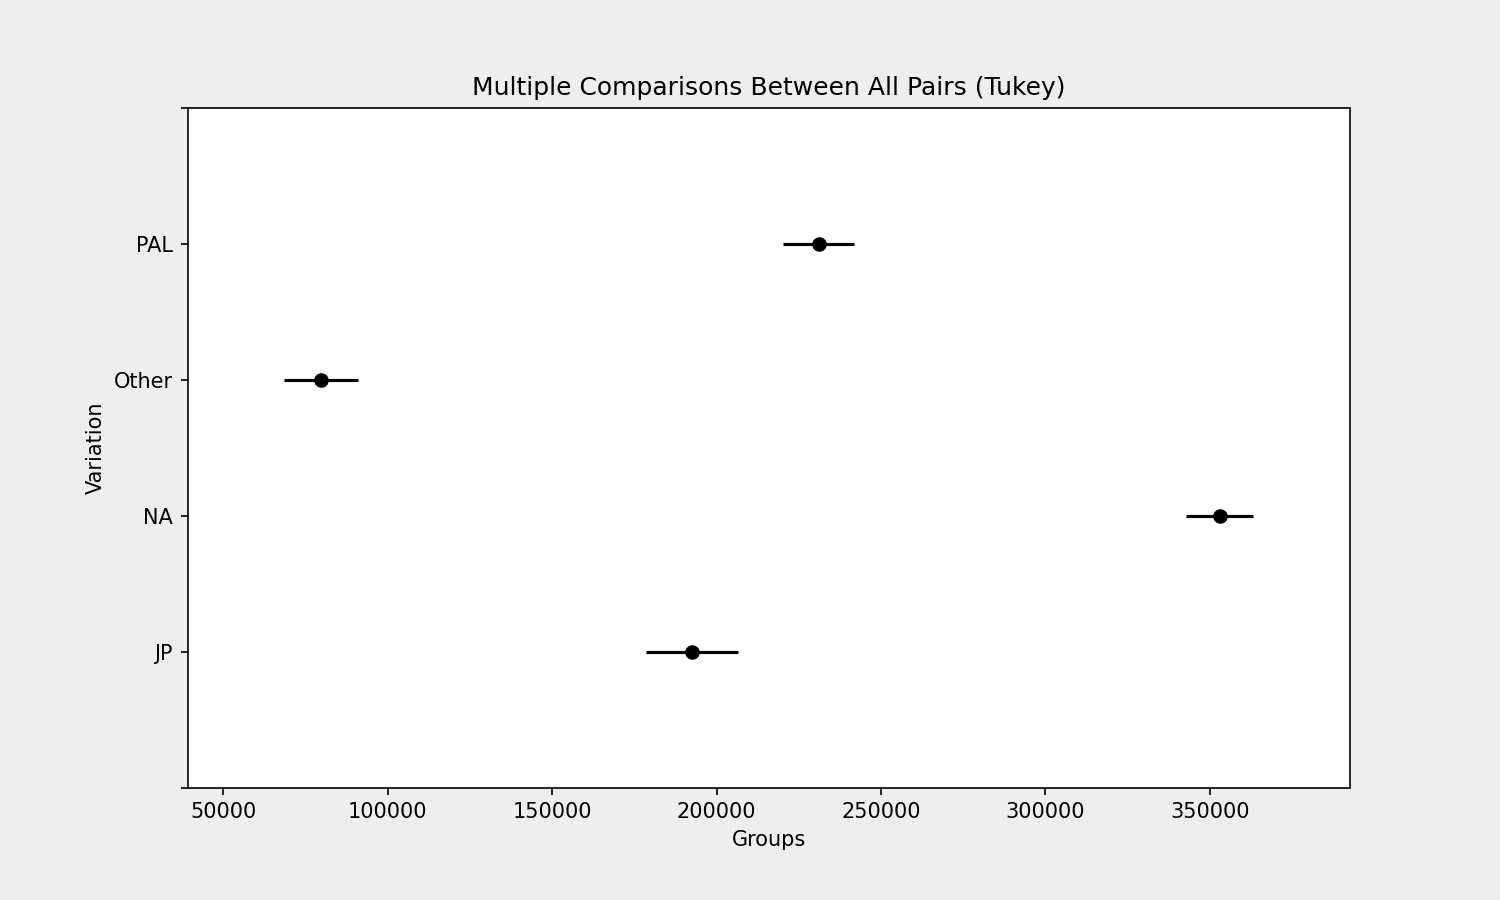 Multiple Comparisons Between All Pairs (Tukey)
PAL
Other
NA
JP
Variation
50000 100000 150000 200000 250000 300000 350000
Groups